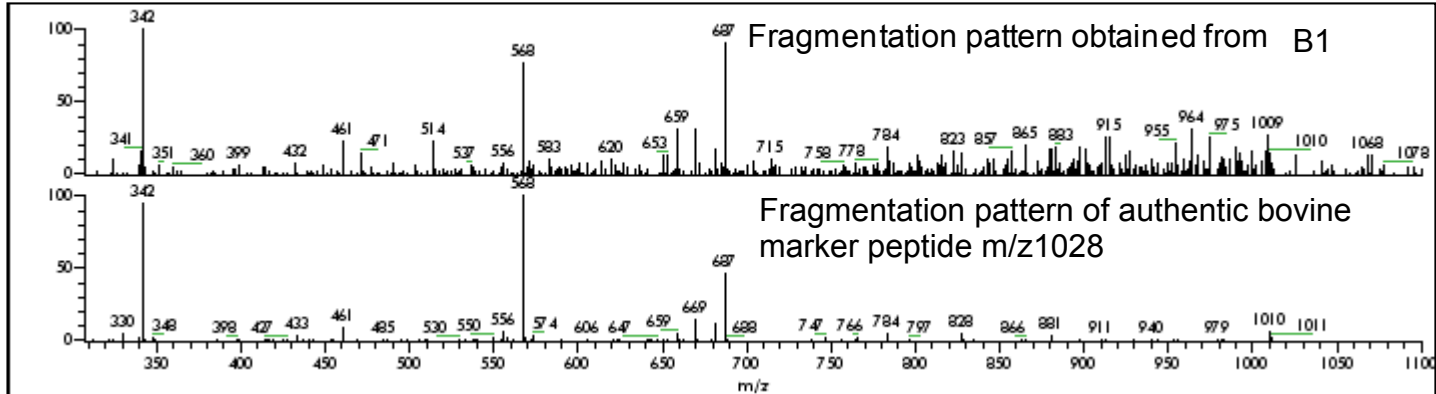 Fragmentation pattern obtained from B1
100
50
0
342 568 687
341 351 360 399 432 461 471 514 537 556 583 620 653 659 715 758 778 784 823 857 865 883 915 955 964 975 1009 1010 1068 1078
Fragmentation pattern of authentic bovine
marker peptide m/z1028
100
50
0
342 568 687
330 348 398 427 433 461 485 530 550 556 574 606 647 659 669 688 747 766 784 797 828 866 881 911 940 979 1010 1011
350 400 450 500 550 600 650 700 750 800 850 900 950 1000 1050 1100
m/z